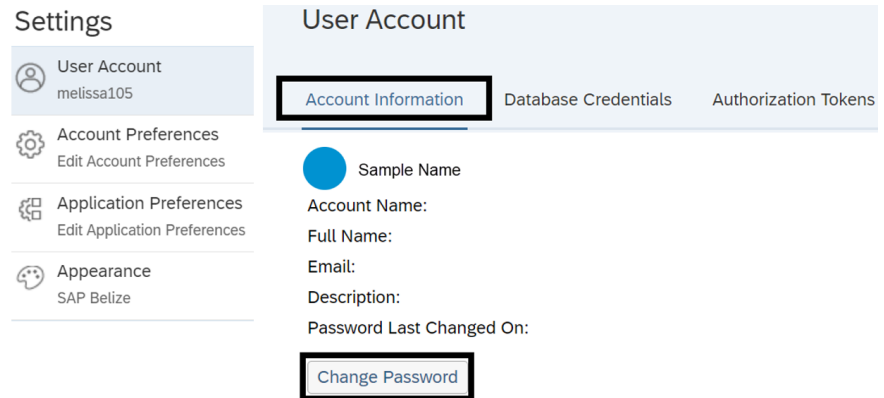 Settings
User Account
melissa105
Account Preferences
Edit Account Preferences
Application Preferences
Edit Application Preferences
Appearance
SAP Belize
User Account
Account Information Database Credentials Authorization Tokens
Sample Name
Account Name:
Full Name:
Email:
Description:
Password Last Changed On:
Change Password